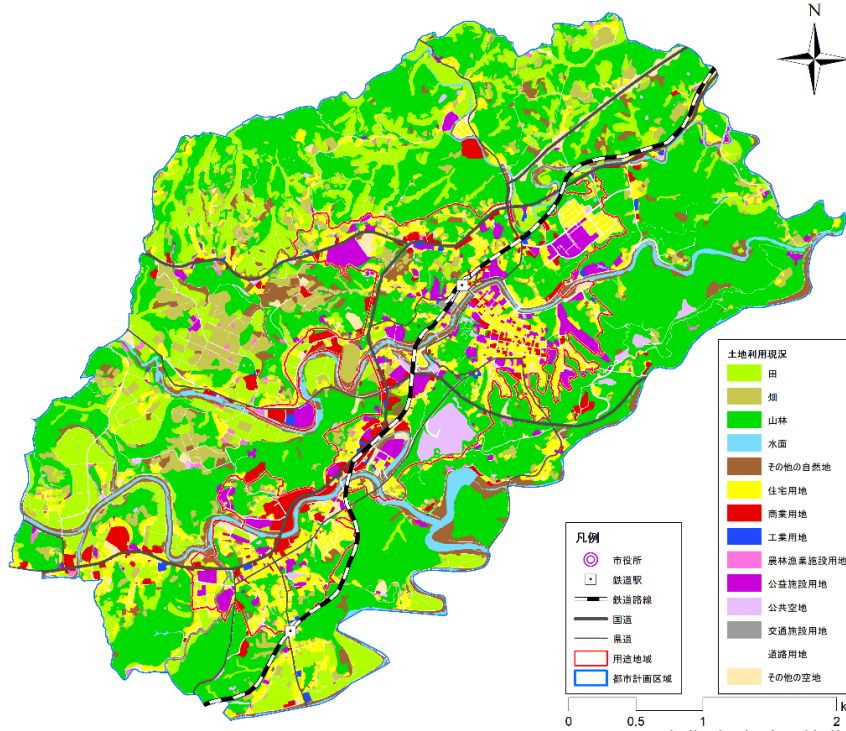 N
土地利用現況
田
畑
山林
水面
その他の自然地
住宅用地
商業用地
工業用地
農林漁業施設用地
公益施設用地
公共空地
交通施設用地
道路用地
その他の空地
凡例
市役所
鉄道駅
鉄道路線
国道
県道
用途地域
都市計画区域
0 0.5 1 2
k